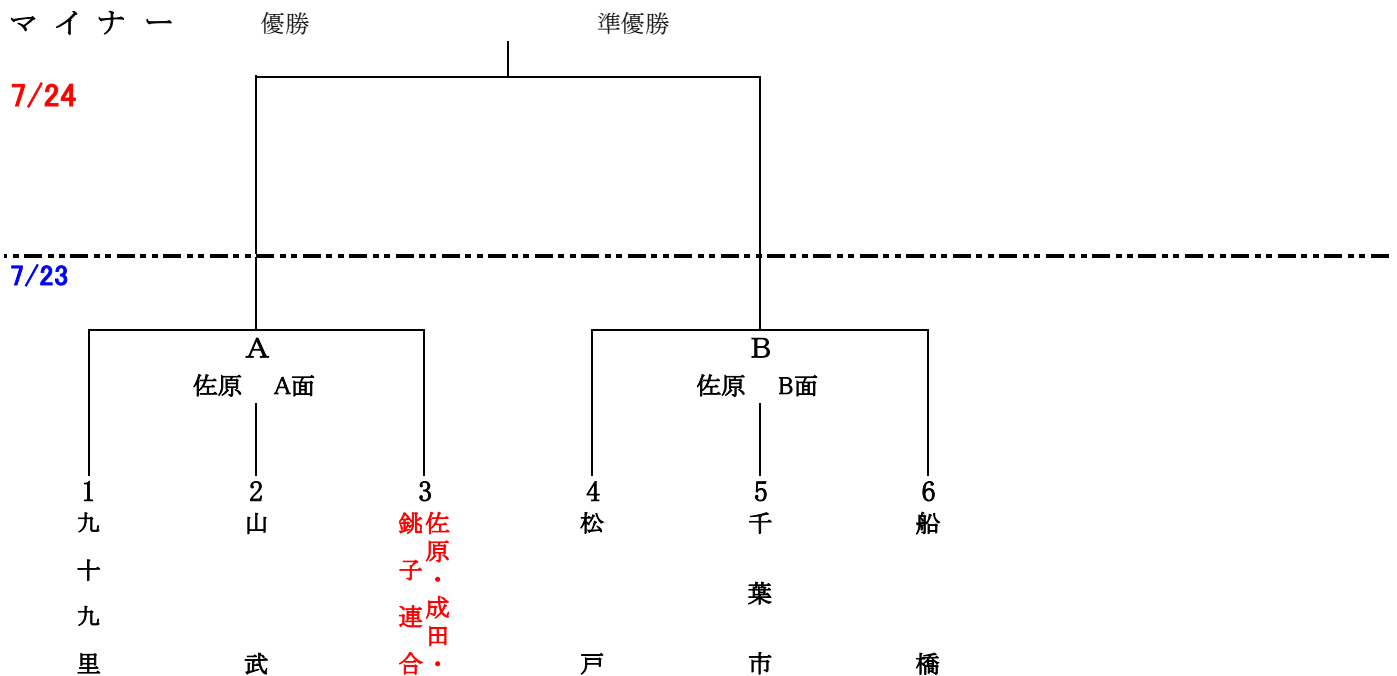 マイナー 優勝 準優勝
7/24
7/23
A B
佐原 A面 佐原 B面
1 2 3 4 5 6
九十九里
山武
佐原・成田・
銚子連合
松戸
千葉市
船橋